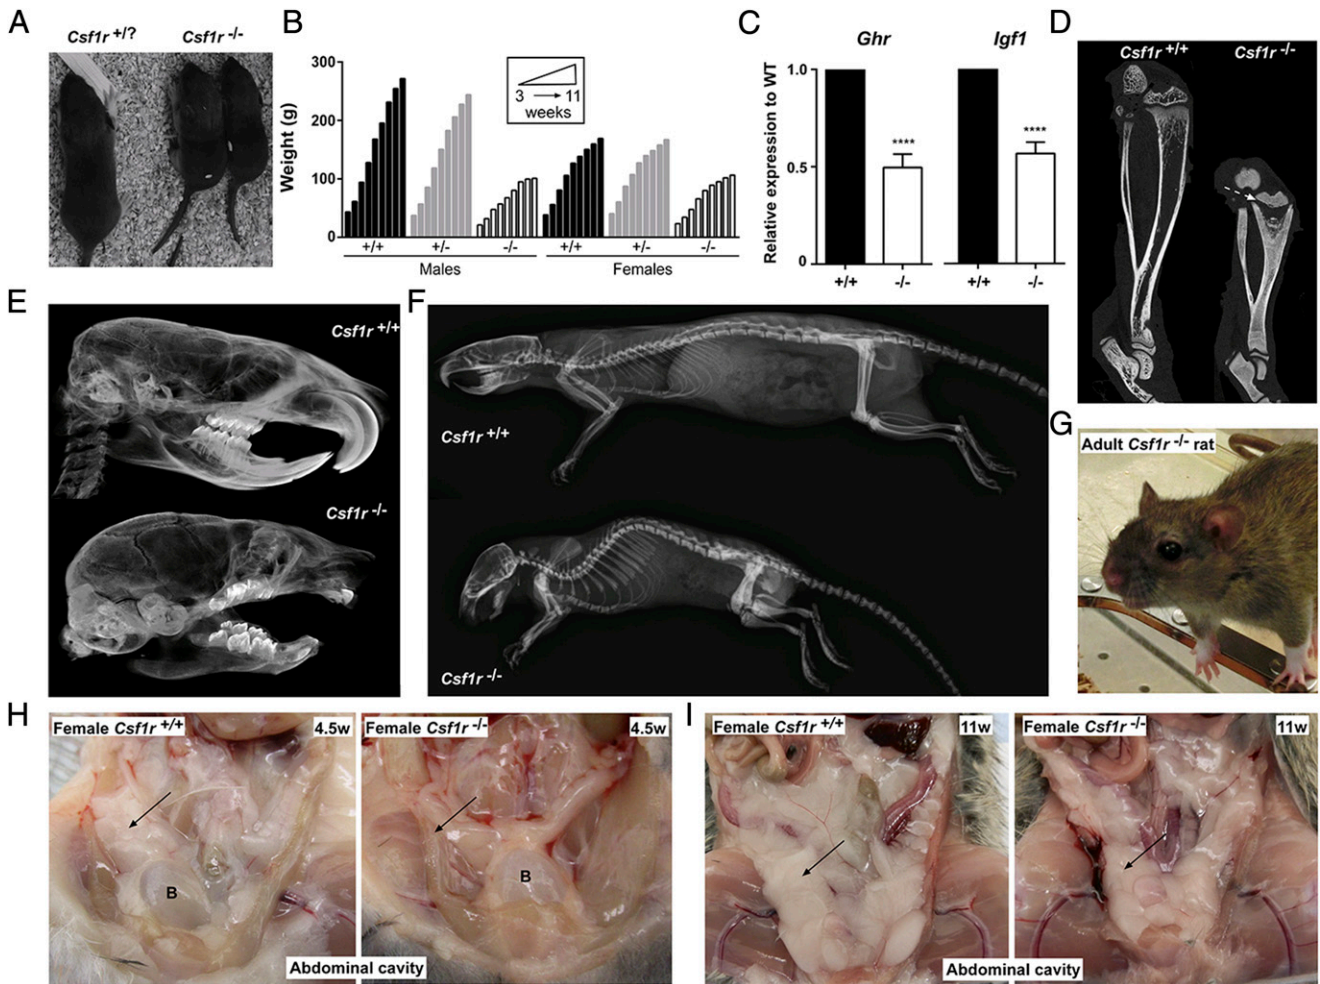 A
Csf1r +/?
Csf1r -/-
B
300
200
100
0
Weight (g)
3 → 11
weeks
+/+
+/-
-/-
+/+
+/-
-/-
Males
Females
C
Ghr
Igf1
Relative expression to WT
1.0
0.5
0
****
****
+/+
-/-
+/+
-/-
D
Csf1r +/+
Csf1r -/-
E
Csf1r +/+
Csf1r -/-
F
Csf1r +/+
Csf1r -/-
G
Adult Csf1r -/- rat
H
Female Csf1r +/+
4.5w
Female Csf1r -/-
4.5w
B
B
Abdominal cavity
I
Female Csf1r +/+
11w
Female Csf1r -/-
11w
Abdominal cavity